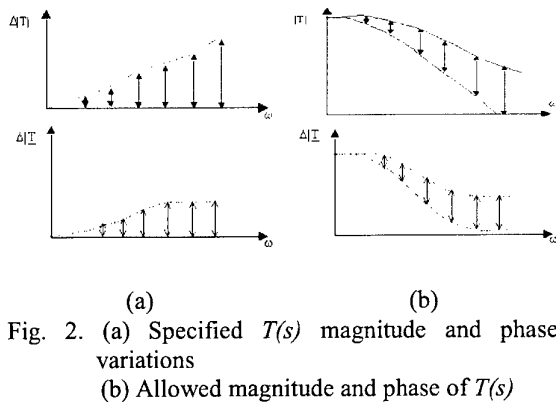 Δ|T|
|T|
ω
ω
Δ|T
Δ|T
ω
ω
(a)
(b)
Fig. 2. (a) Specified T(s) magnitude and phase
variations
(b) Allowed magnitude and phase of T(s)